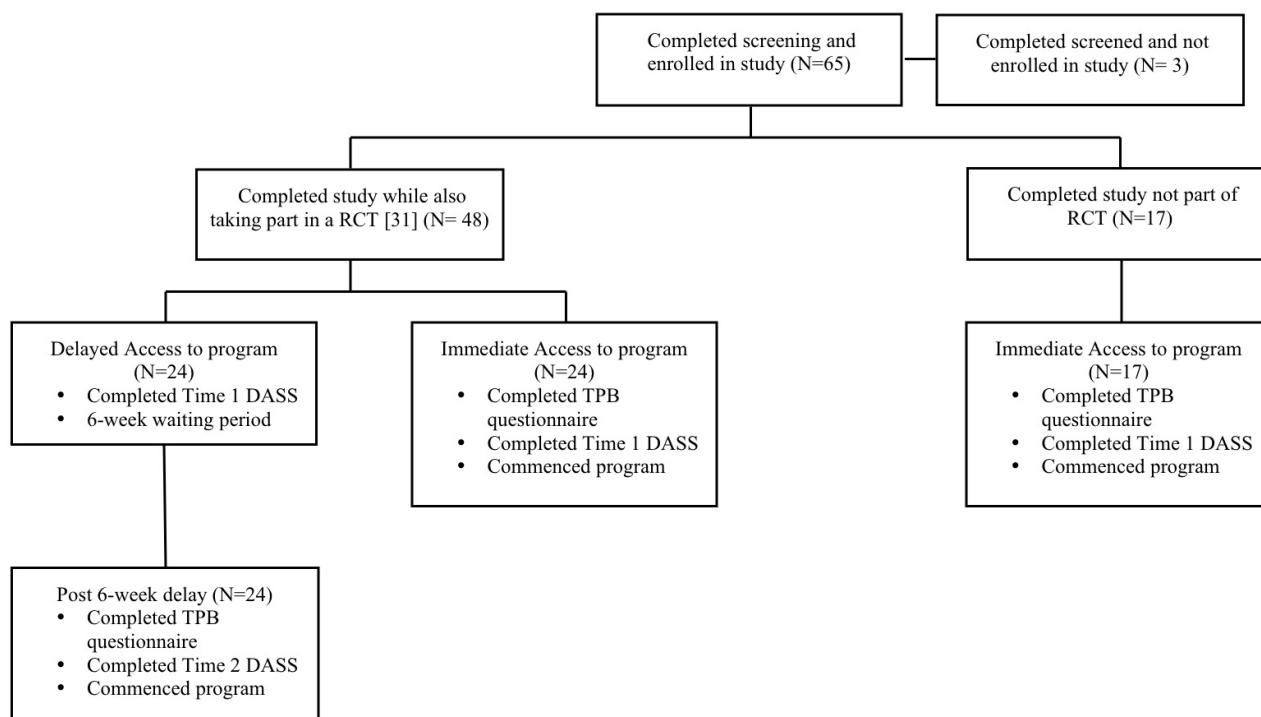 Completed screening and
enrolled in study (N=65)
Completed screened and not
enrolled in study (N= 3)
Completed study while also
taking part in a RCT [31] (N= 48)
Completed study not part of
RCT (N=17)
Delayed Access to program
(N=24)
• Completed Time 1 DASS
• 6-week waiting period
Immediate Access to program
(N=24)
• Completed TPB
questionnaire
• Completed Time 1 DASS
• Commenced program
Immediate Access to program
(N=17)
• Completed TPB
questionnaire
• Completed Time 1 DASS
• Commenced program
Post 6-week delay (N=24)
• Completed TPB
questionnaire
• Completed Time 2 DASS
• Commenced program